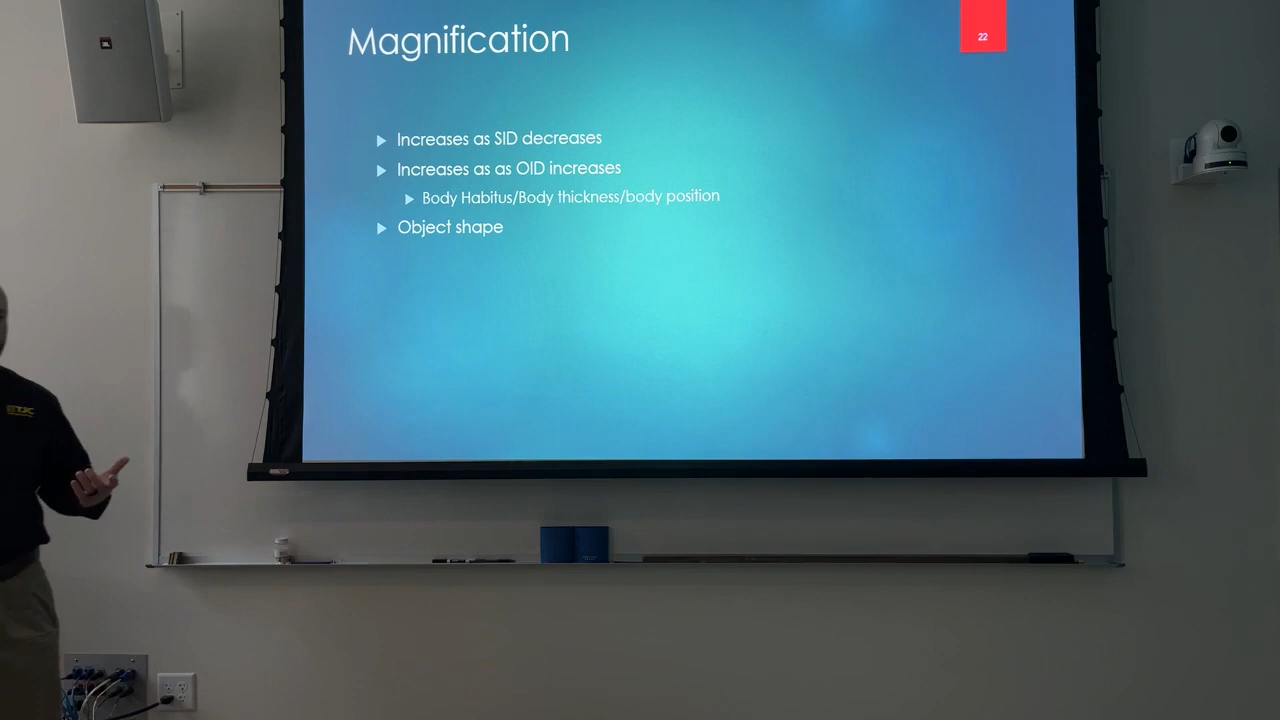 Magnification
22
Increases as SID decreases
Increases as as OID increases
Body Habitus/Body thickness/body position
Object shape